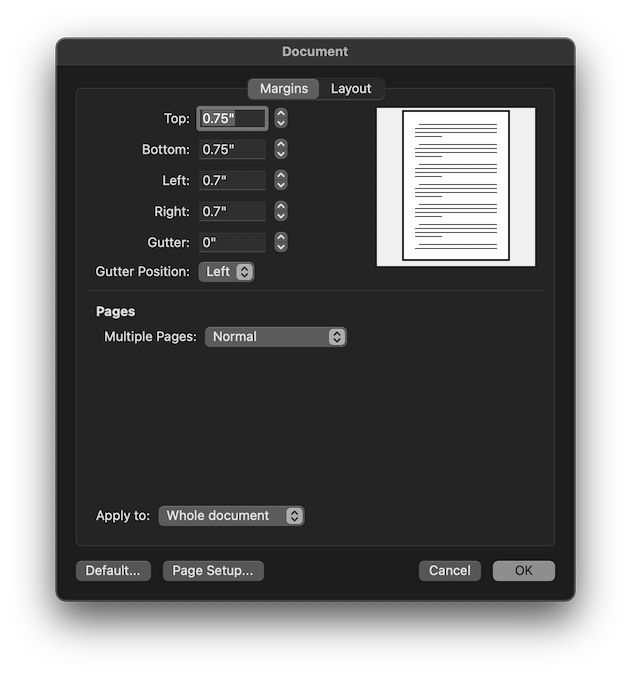 Document
Margins Layout
Top: 0.75"
Bottom: 0.75"
Left: 0.7"
Right: 0.7"
Gutter: 0"
Gutter Position: Left
Pages
Multiple Pages: Normal
Apply to: Whole document
Default... Page Setup... Cancel OK